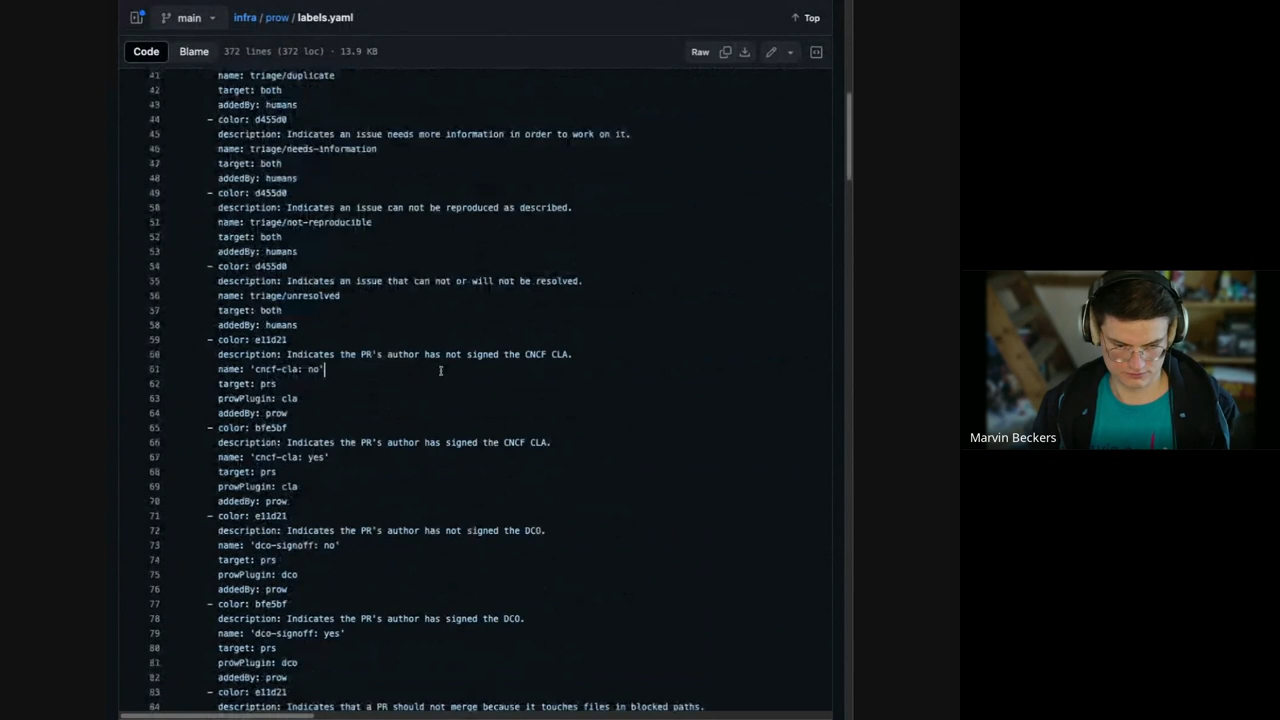 main
infra / prow / labels.yaml
Top
Code Blame 372 lines (372 loc) · 13.9 KB Raw
41 name: triage/duplicate
42 target: both
43 addedBy: humans
44 - color: d455d0
45 description: Indicates an issue needs more information in order to work on it.
46 name: triage/needs-information
47 target: both
48 addedBy: humans
49 - color: d455d0
50 description: Indicates an issue can not be reproduced as described.
51 name: triage/not-reproducible
52 target: both
53 addedBy: humans
54 - color: d455d0
55 description: Indicates an issue that can not or will not be resolved.
56 name: triage/unresolved
57 target: both
58 addedBy: humans
59 - color: e11d21
60 description: Indicates the PR's author has not signed the CNCF CLA.
61 name: 'cncf-cla: no'
62 target: prs
63 prowPlugin: cla
64 addedBy: prow
65 - color: bfe5bf
66 description: Indicates the PR's author has signed the CNCF CLA.
67 name: 'cncf-cla: yes'
68 target: prs
69 prowPlugin: cla
70 addedBy: prow
71 - color: e11d21
72 description: Indicates the PR's author has not signed the DCO.
73 name: 'dco-signoff: no'
74 target: prs
75 prowPlugin: dco
76 addedBy: prow
77 - color: bfe5bf
78 description: Indicates the PR's author has signed the DCO.
79 name: 'dco-signoff: yes'
80 target: prs
81 prowPlugin: dco
82 addedBy: prow
83 - color: e11d21
84 description: Indicates that a PR should not merge because it touches files in blocked paths.
Marvin Beckers